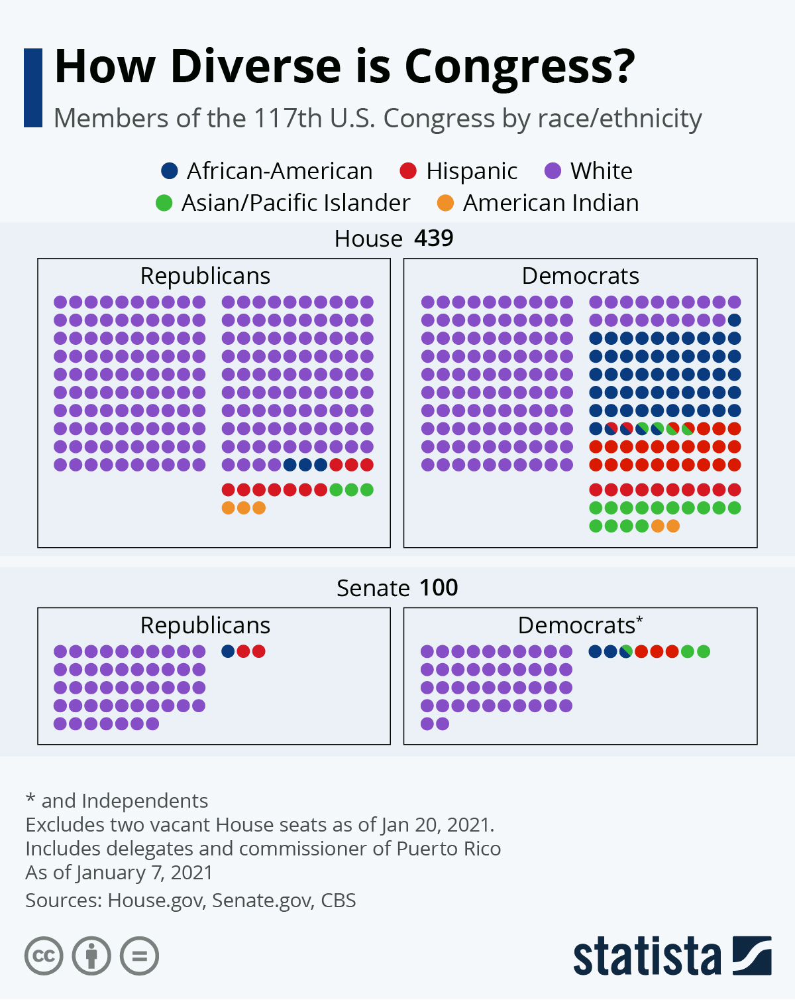 How Diverse is Congress?
Members of the 117th U.S. Congress by race/ethnicity
African-American Hispanic White
Asian/Pacific Islander American Indian
House 439
Republicans
Democrats
Senate 100
Republicans
Democrats*
* and Independents
Excludes two vacant House seats as of Jan 20, 2021.
Includes delegates and commissioner of Puerto Rico
As of January 7, 2021
Sources: House.gov, Senate.gov, CBS
cc
statista